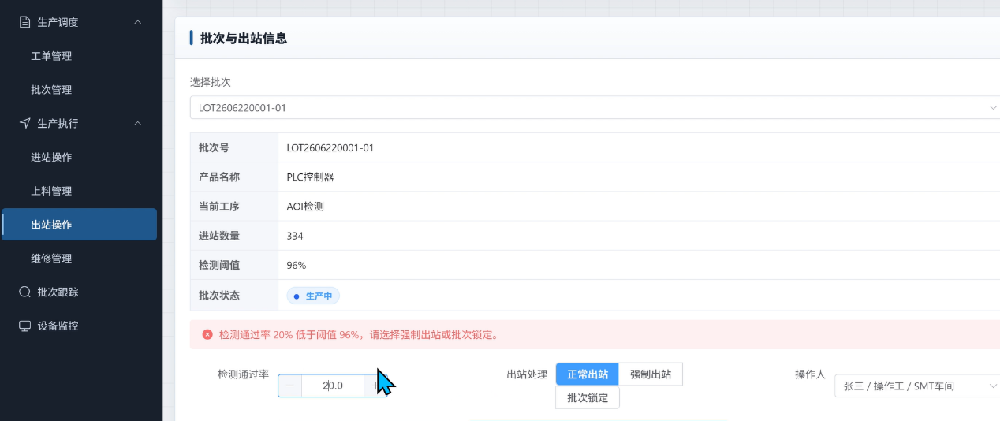 生产调度
工单管理
批次管理
生产执行
进站操作
上料管理
出站操作
维修管理
批次跟踪
设备监控
批次与出站信息
选择批次
LOT2606220001-01
批次号 LOT2606220001-01
产品名称 PLC控制器
当前工序 AOI检测
进站数量 334
检测阈值 96%
批次状态 生产中
检测通过率 20% 低于阈值 96%，请选择强制出站或批次锁定。
检测通过率 20.0
出站处理 正常出站 强制出站
批次锁定
操作人 张三 / 操作工 / SMT车间